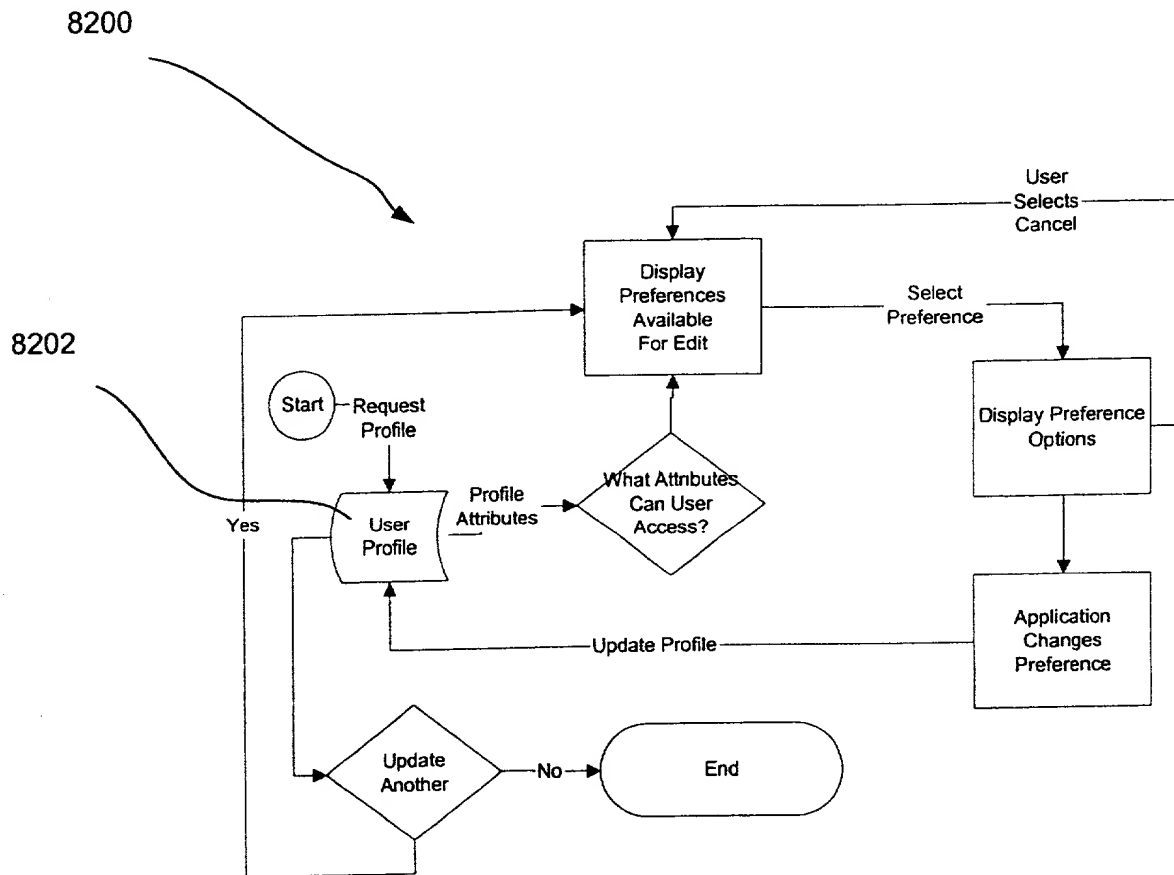 8200
User
Selects
Cancel
Display
Preferences
Available
For Edit
Select
Preference
8202
Start
Request
Profile
Display Preference
Options
What Attributes
Can User
Access?
Profile
Attributes
User
Profile
Yes
Application
Changes
Preference
Update Profile
Update
Another
No
End